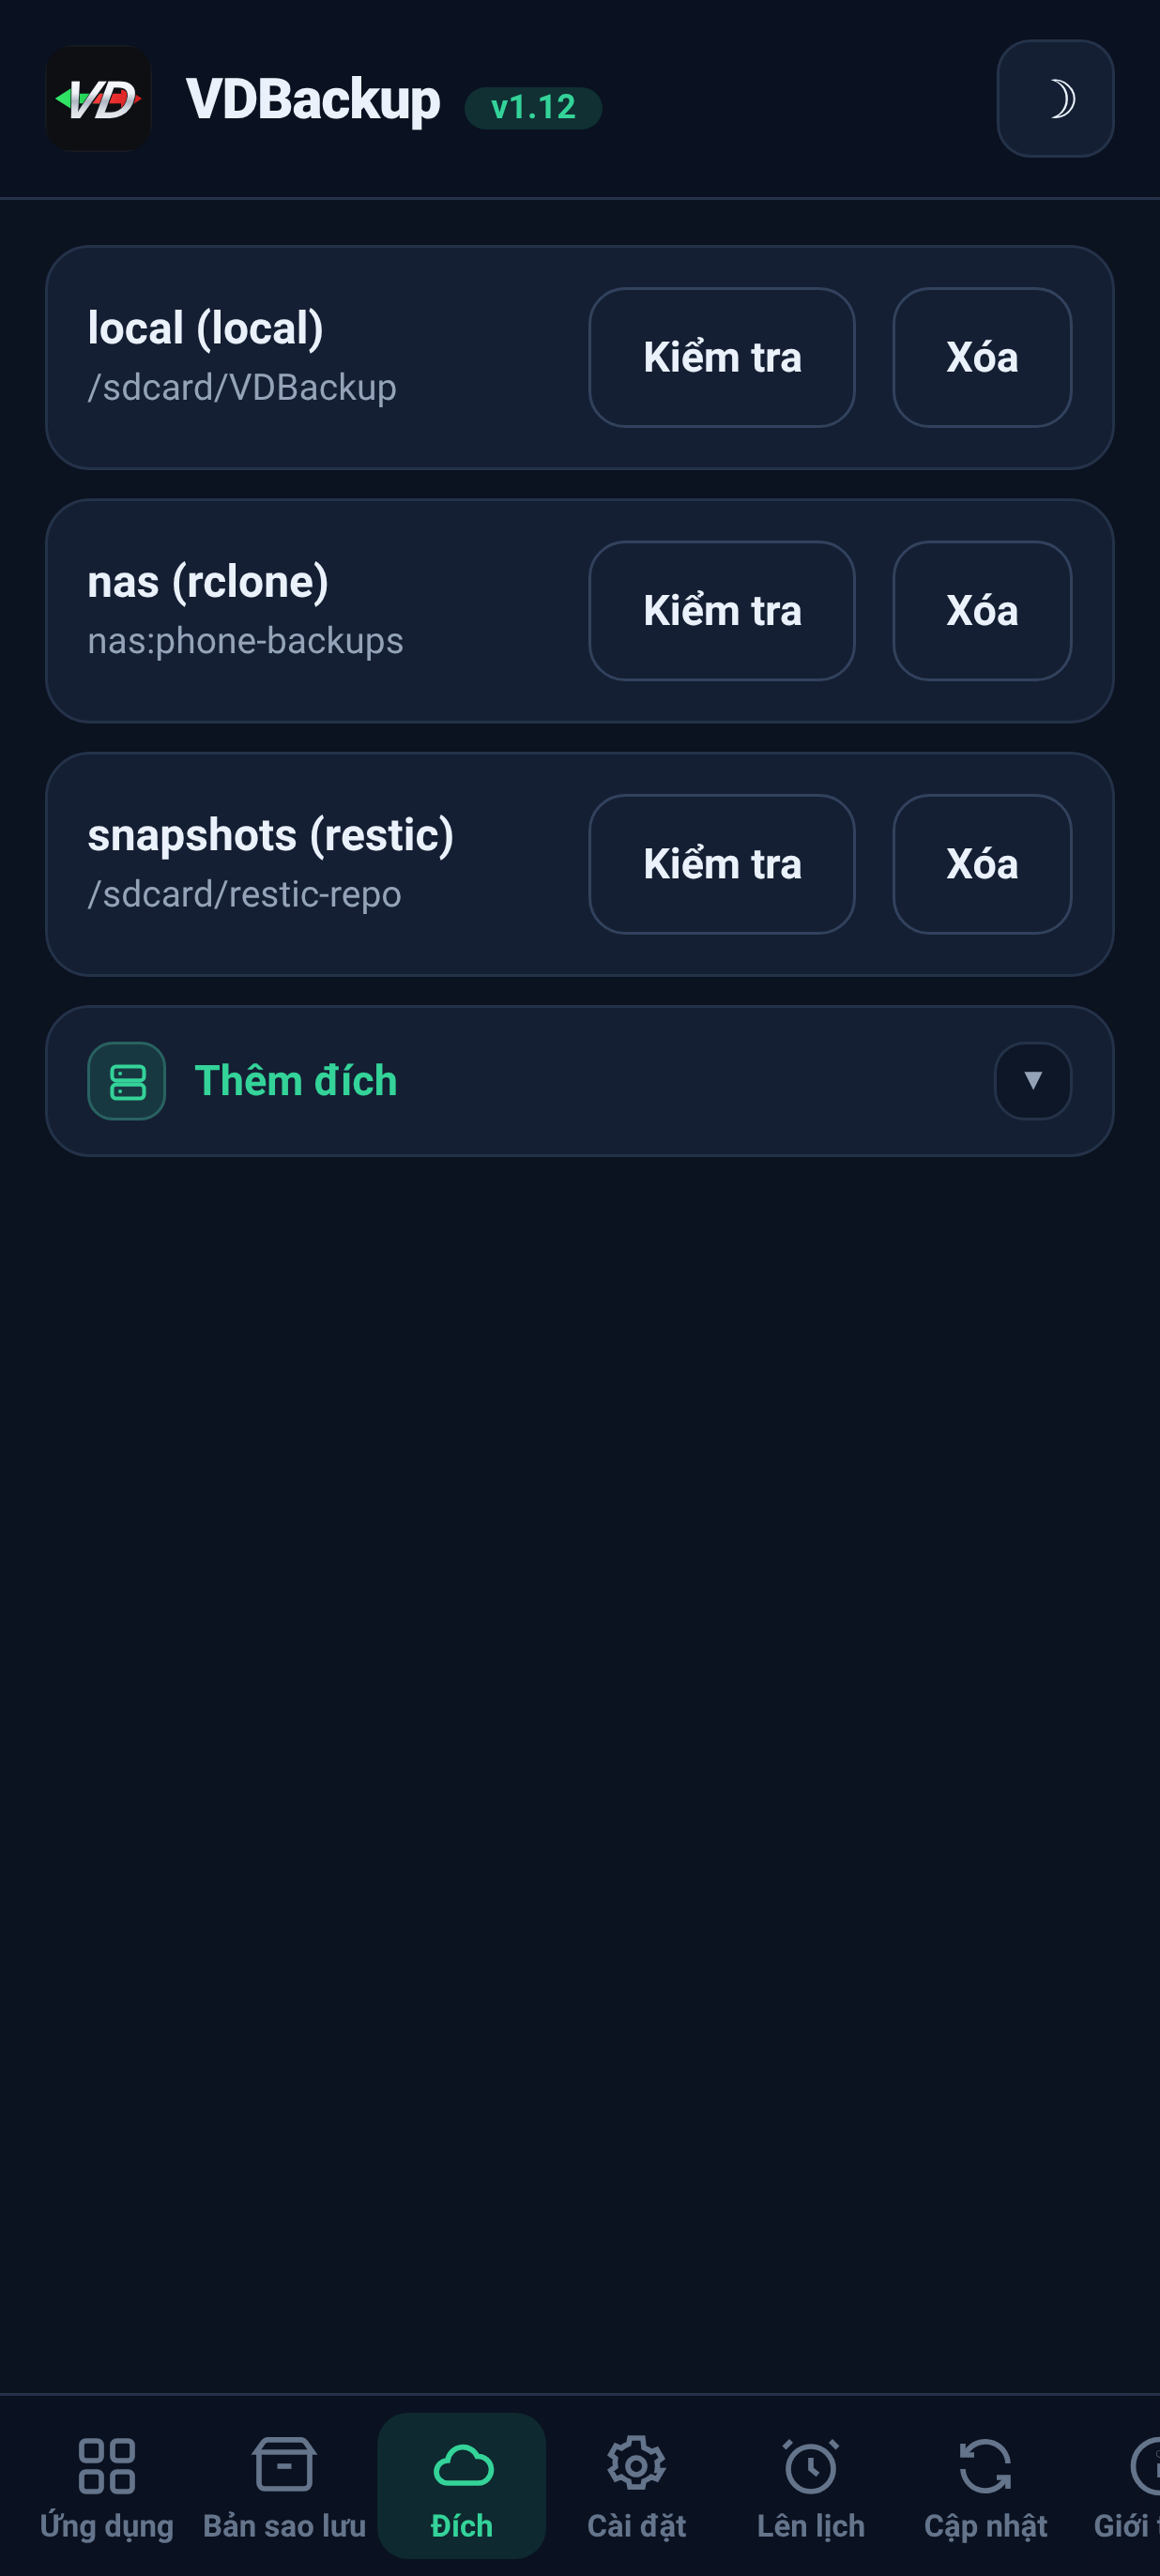 VD
VDBackup v1.12
local (local)
/sdcard/VDBackup
Kiểm tra
Xóa
nas (rclone)
nas:phone-backups
Kiểm tra
Xóa
snapshots (restic)
/sdcard/restic-repo
Kiểm tra
Xóa
Thêm đích
Ứng dụng
Bản sao lưu
Đích
Cài đặt
Lên lịch
Cập nhật
Giới